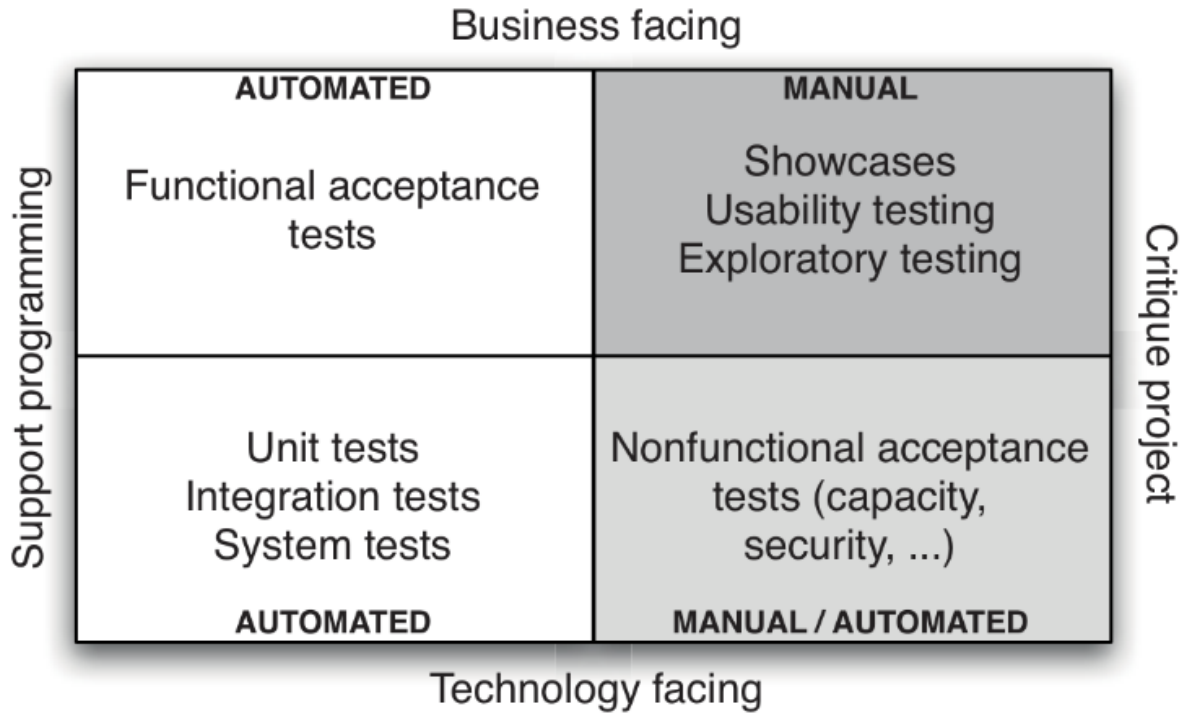 Business facing
AUTOMATED
MANUAL
Functional acceptance
tests
Showcases
Usability testing
Exploratory testing
Support programming
Critique project
Unit tests
Integration tests
System tests
AUTOMATED
Nonfunctional acceptance
tests (capacity,
security, ...)
MANUAL / AUTOMATED
Technology facing